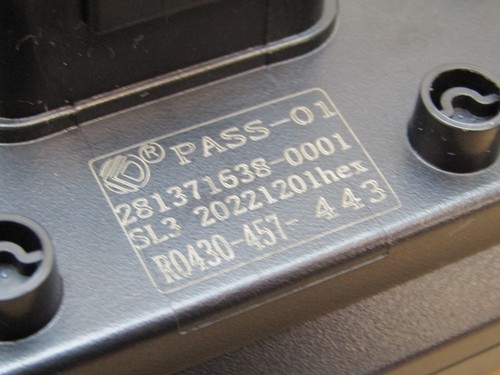 ® PASS-01
281371638-0001
SL3 20221201hex
R0430-457- 443